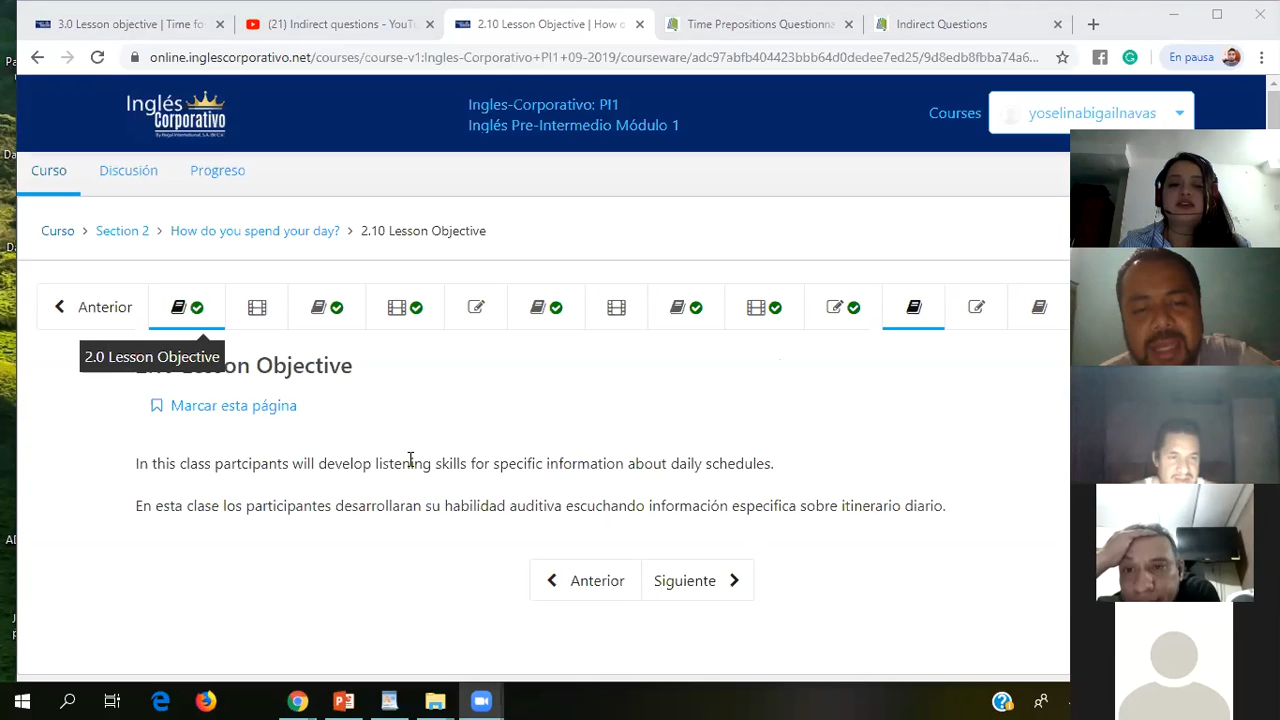 3.0 Lesson objective | Time fo
(21) Indirect questions - YouTu
2.10 Lesson Objective | How d
Time Prepositions Questionna
Indirect Questions
online.inglescorporativo.net/courses/course-v1:Ingles-Corporativo+PI1+09-2019/courseware/adc97abfb404423bbb64d0dedee7ed25/9d8edb8fbba74a6...
En pausa
Inglés
Corporativo
Ingles-Corporativo: PI1
Inglés Pre-Intermedio Módulo 1
Courses
yoselinabigailnavas
Curso
Discusión
Progreso
Curso > Section 2 > How do you spend your day? > 2.10 Lesson Objective
Anterior
2.0 Lesson Objective
2.10 Lesson Objective
Marcar esta página
In this class partcipants will develop listening skills for specific information about daily schedules.
En esta clase los participantes desarrollaran su habilidad auditiva escuchando información especifica sobre itinerario diario.
Anterior
Siguiente